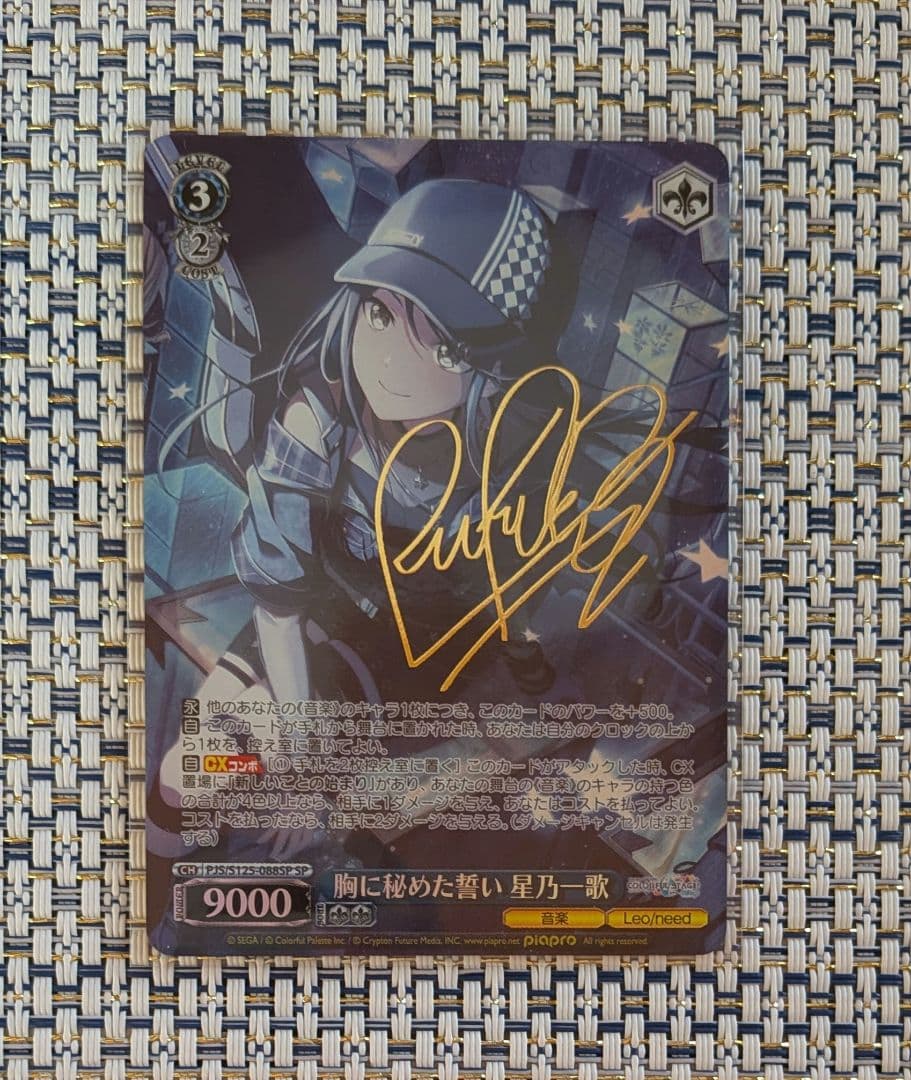 LEVEL
3
2
COST
永 他のあなたの《音楽》のキャラ1枚につき、このカードのパワーを+500。
自 このカードが手札から舞台に置かれた時、あなたは自分のクロックの上か
ら1枚を、控え室に置いてよい。
自 CXコンボ [① 手札を2枚控え室に置く] このカードがアタックした時、CX
置場に「新しいことの始まり」があり、あなたの舞台の《音楽》のキャラの持つ色
の合計が4色以上なら、相手に1ダメージを与え、あなたはコストを払ってよい。
コストを払ったなら、相手に2ダメージを与える。(ダメージキャンセルは発生
する)
CH PJS/S125-088SP SP
POWER 9000 SOUL 胸に秘めた誓い 星乃一歌 COLORFUL STAGE
音楽 Leo/need
© SEGA / © Colorful Palette Inc. / © Crypton Future Media, INC. www.piapro.net piapro All rights reserved.